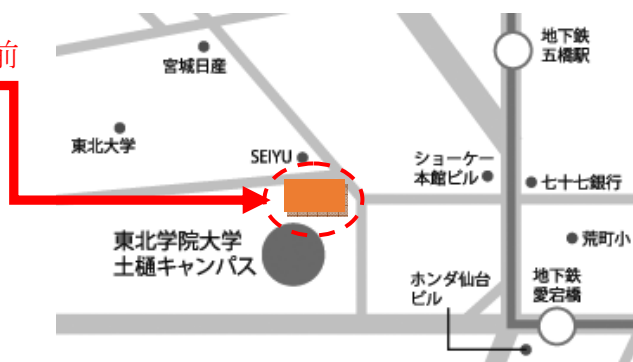 前
地下鉄
五橋駅
宮城日産
東北大学
SEIYU
ショーケー
本館ビル
七十七銀行
東北学院大学
土樋キャンパス
荒町小
ホンダ仙台
ビル
地下鉄
愛宕橋